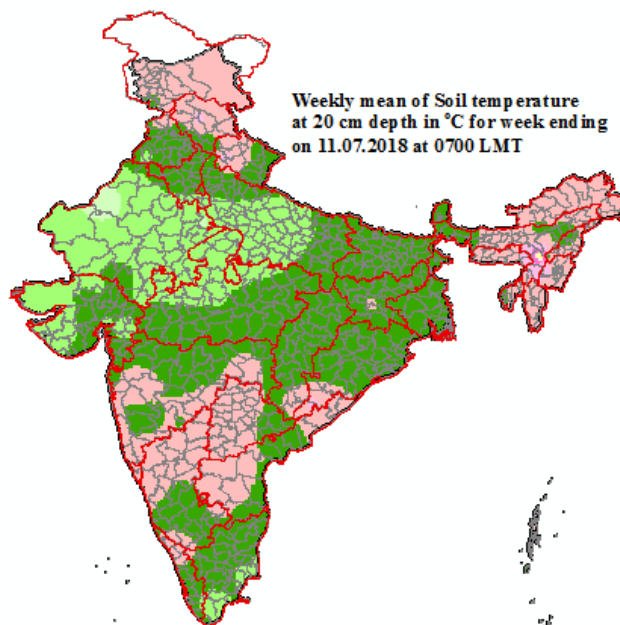 Weekly mean of Soil temperature
at 20 cm depth in °C for week ending
on 11.07.2018 at 0700 LMT